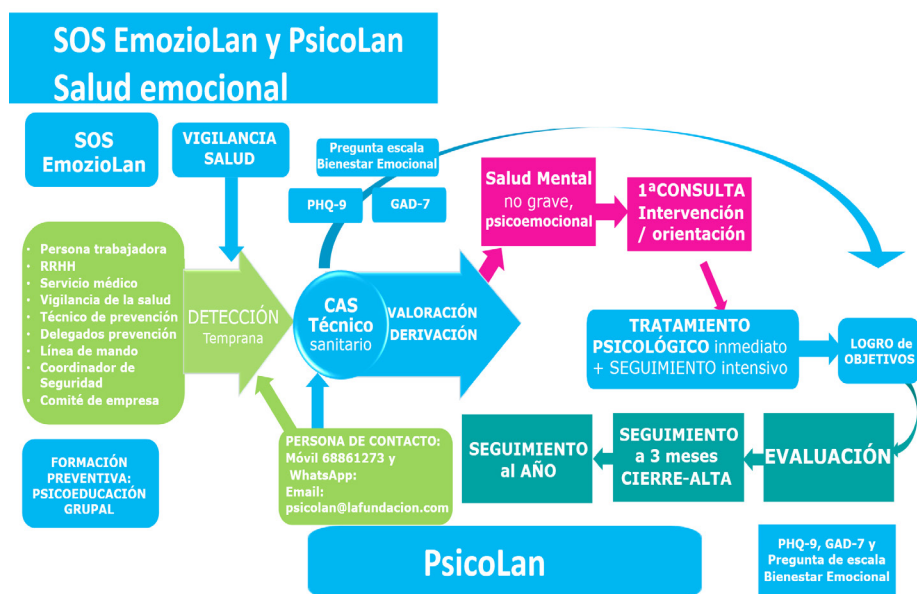 SOS EmozioLan y PsicoLan
Salud emocional
SOS
EmozioLan
VIGILANCIA
SALUD
Pregunta escala
Bienestar Emocional
PHQ-9
GAD-7
Salud Mental
no grave,
psicoemocional
1ªCONSULTA
Intervención
/ orientación
• Persona trabajadora
• RRHH
• Servicio médico
• Vigilancia de la salud
• Técnico de prevención
• Delegados prevención
• Línea de mando
• Coordinador de
Seguridad
• Comité de empresa
DETECCIÓN
Temprana
CAS
Técnico
sanitario
VALORACIÓN
DERIVACIÓN
TRATAMIENTO
PSICOLÓGICO inmediato
+ SEGUIMIENTO intensivo
LOGRO de
OBJETIVOS
PERSONA DE CONTACTO:
Móvil 68861273 y
WhatsApp:
Email:
psicolan@lafundacion.com
SEGUIMIENTO
al AÑO
SEGUIMIENTO
a 3 meses
CIERRE-ALTA
EVALUACIÓN
FORMACIÓN
PREVENTIVA:
PSICOEDUCACIÓN
GRUPAL
PsicoLan
PHQ-9, GAD-7 y
Pregunta de escala
Bienestar Emocional